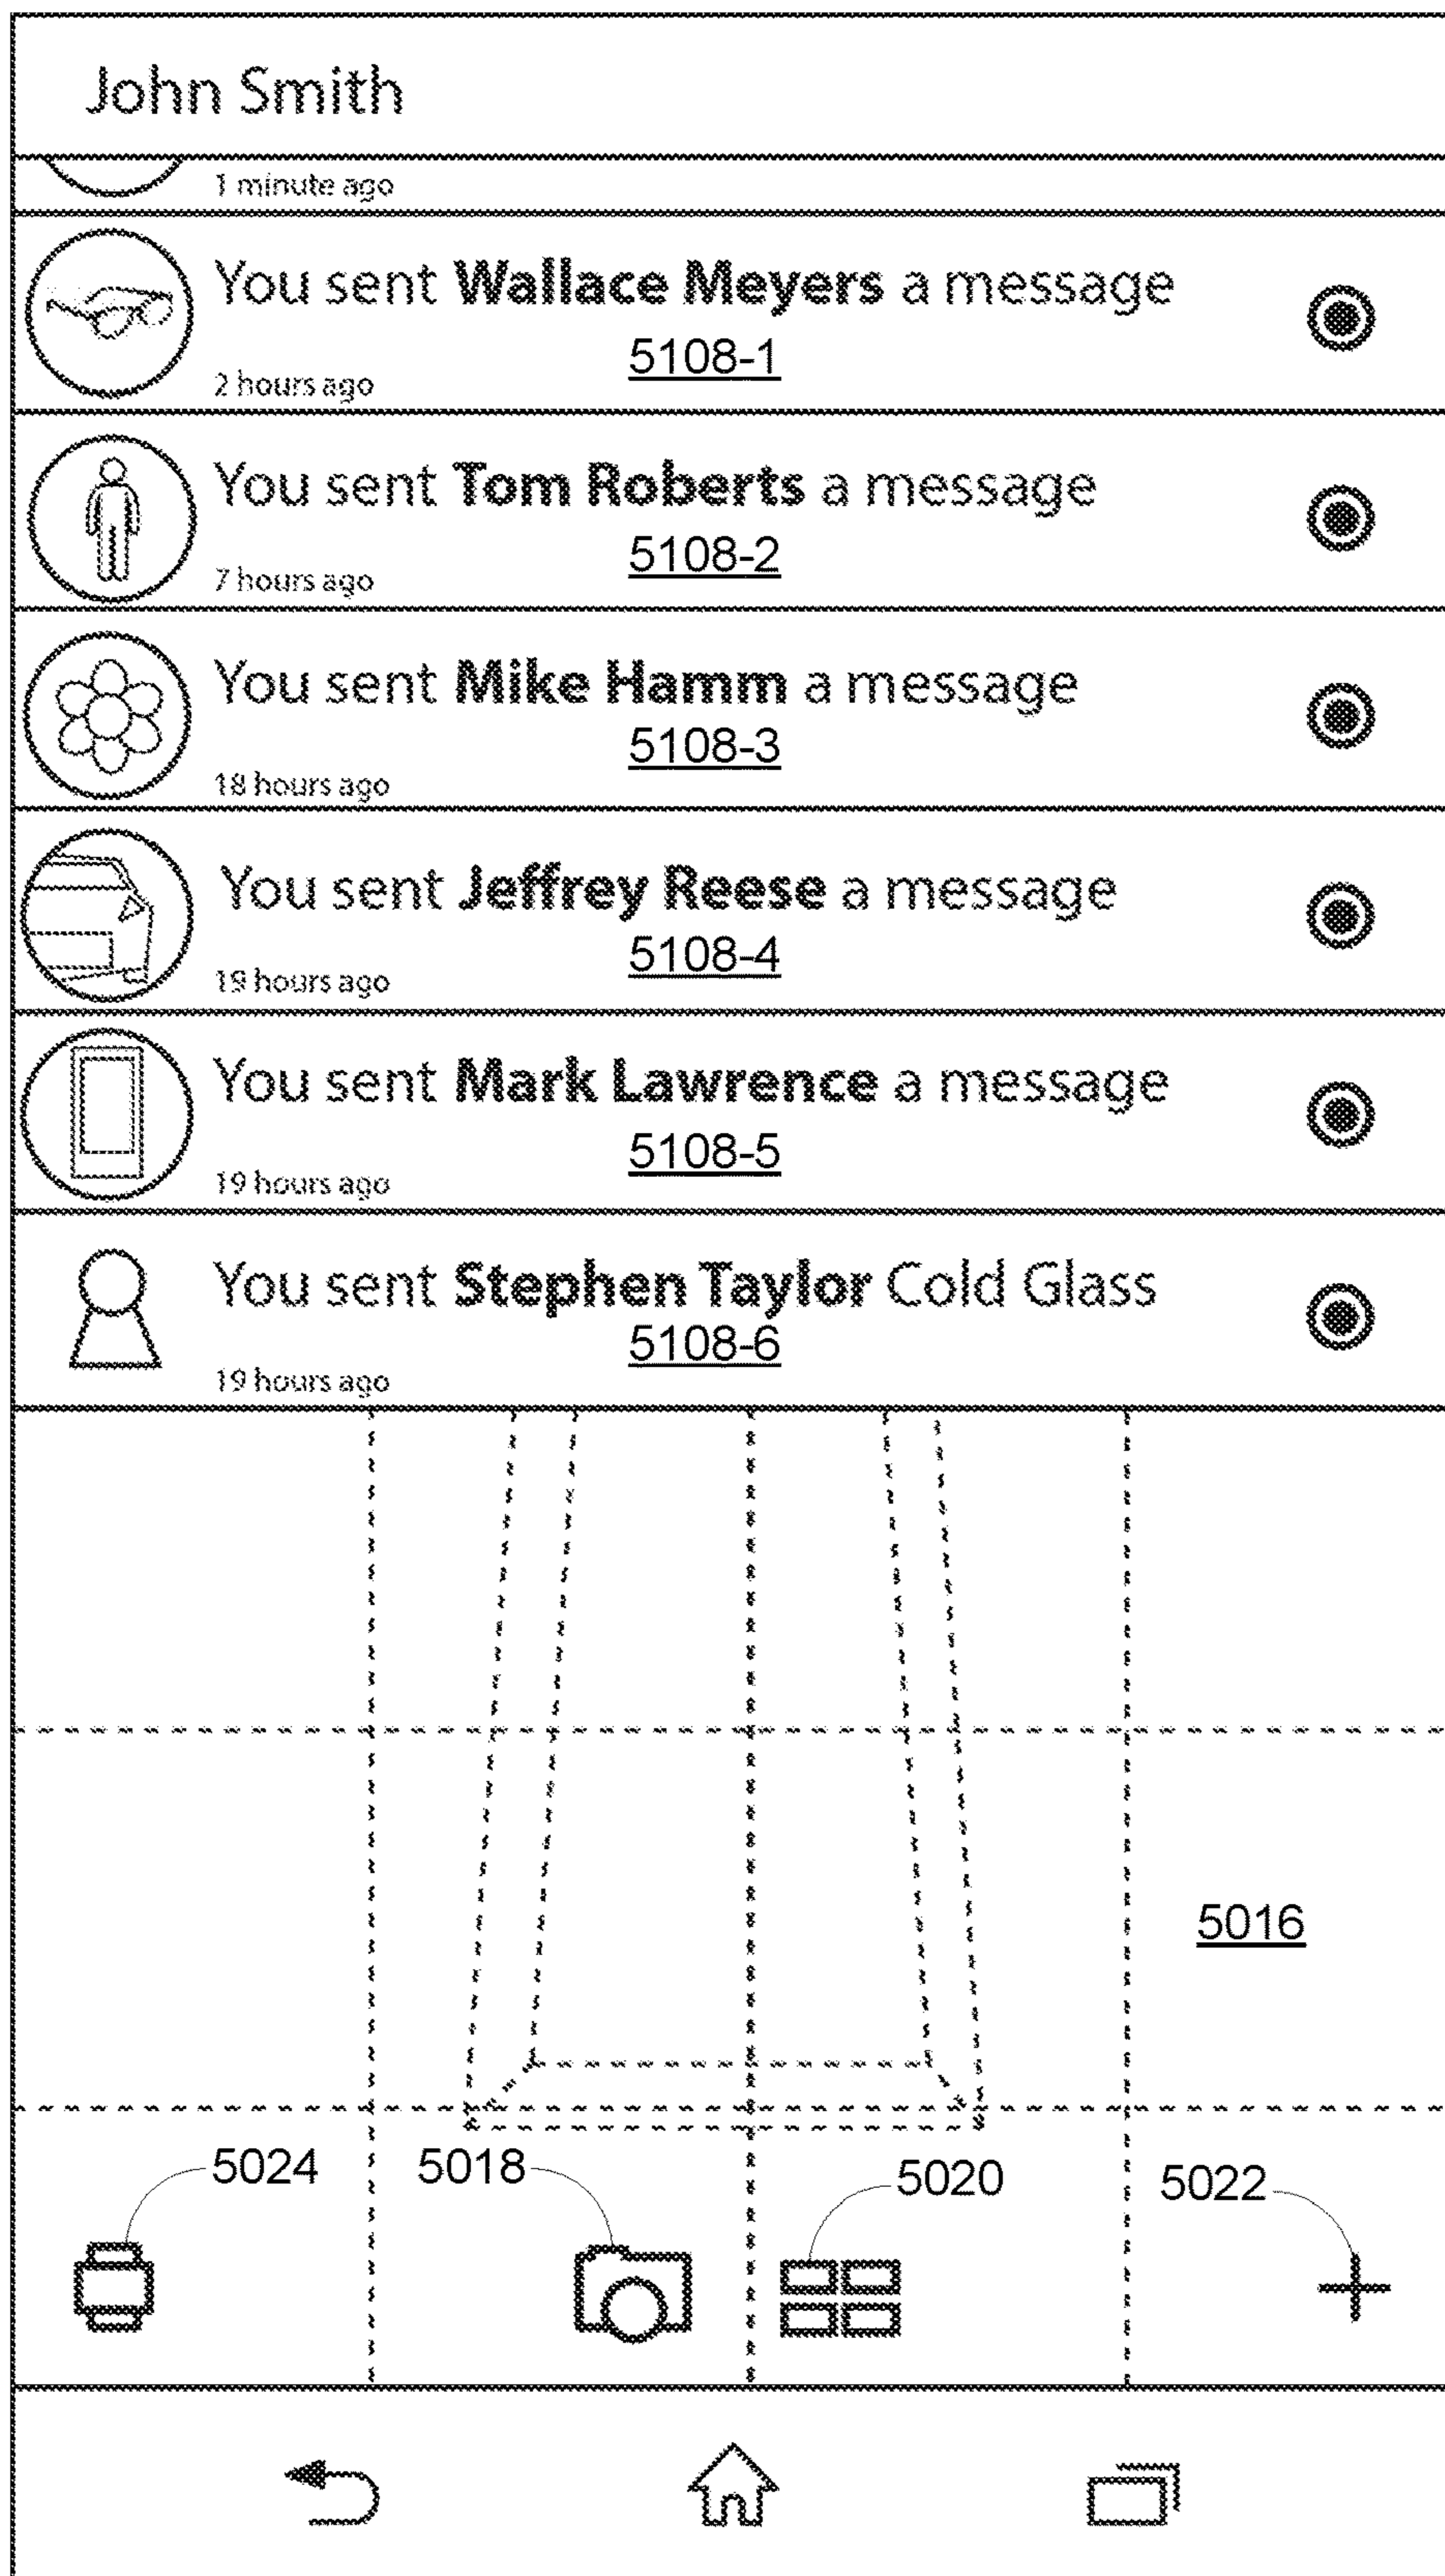 John Smith
1 minute ago
You sent Wallace Meyers a message
5108-1
2 hours ago
You sent Tom Roberts a message
5108-2
7 hours ago
You sent Mike Hamm a message
5108-3
18 hours ago
You sent Jeffrey Reese a message
5108-4
19 hours ago
You sent Mark Lawrence a message
5108-5
19 hours ago
You sent Stephen Taylor Cold Glass
5108-6
19 hours ago
5016
5024 5018 5020 5022